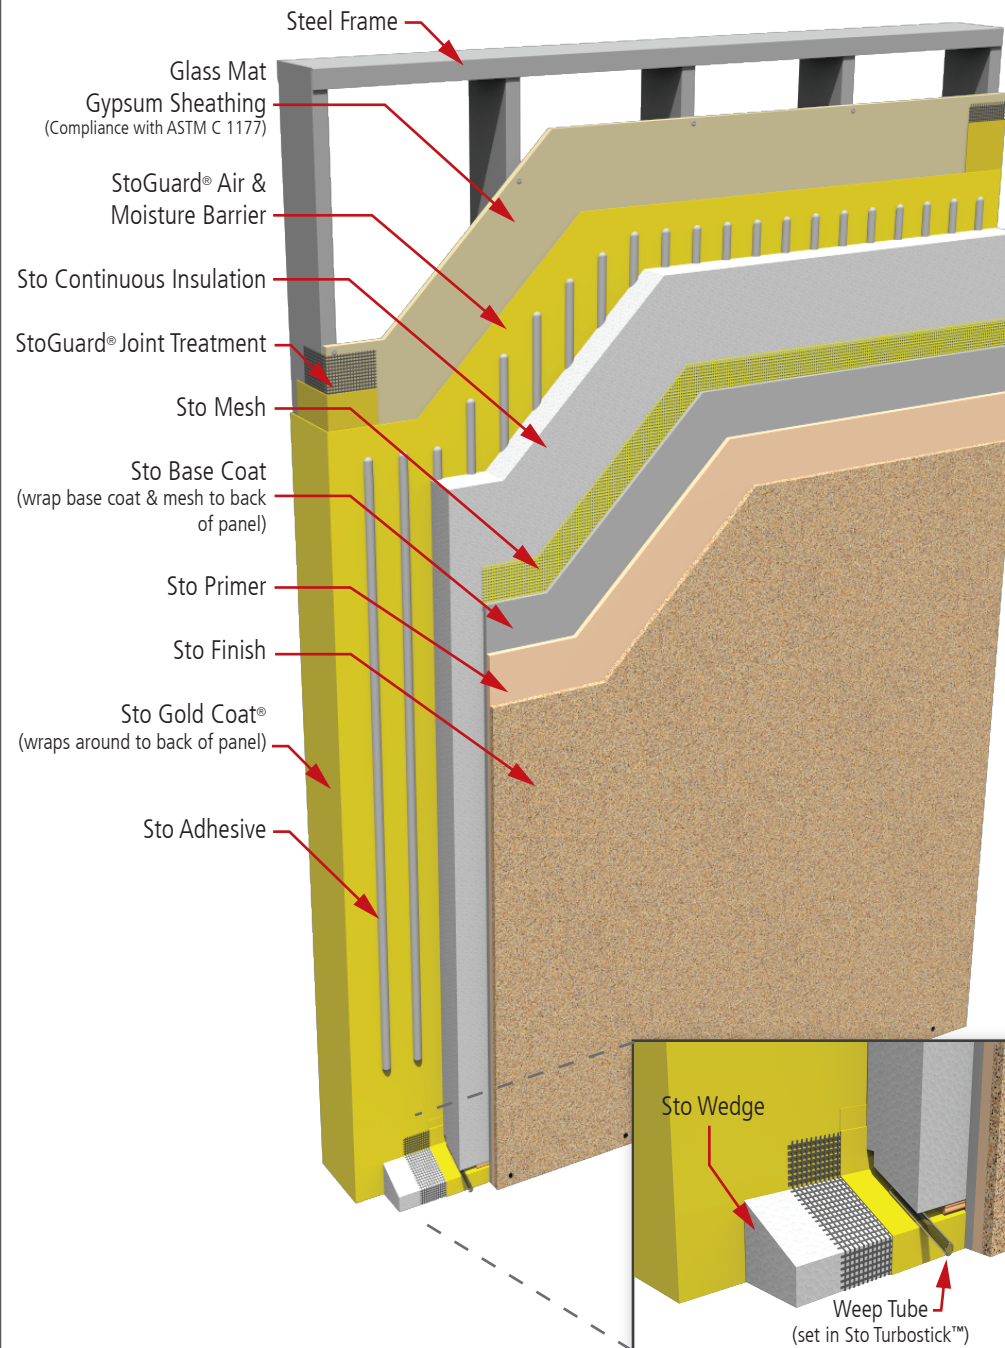 Steel Frame
Glass Mat
Gypsum Sheathing
(Compliance with ASTM C 1177)
StoGuard® Air &
Moisture Barrier
Sto Continuous Insulation
StoGuard® Joint Treatment
Sto Mesh
Sto Base Coat
(wrap base coat & mesh to back
of panel)
Sto Primer
Sto Finish
Sto Gold Coat®
(wraps around to back of panel)
Sto Adhesive
Sto Wedge
Weep Tube
(set in Sto Turbostick™)